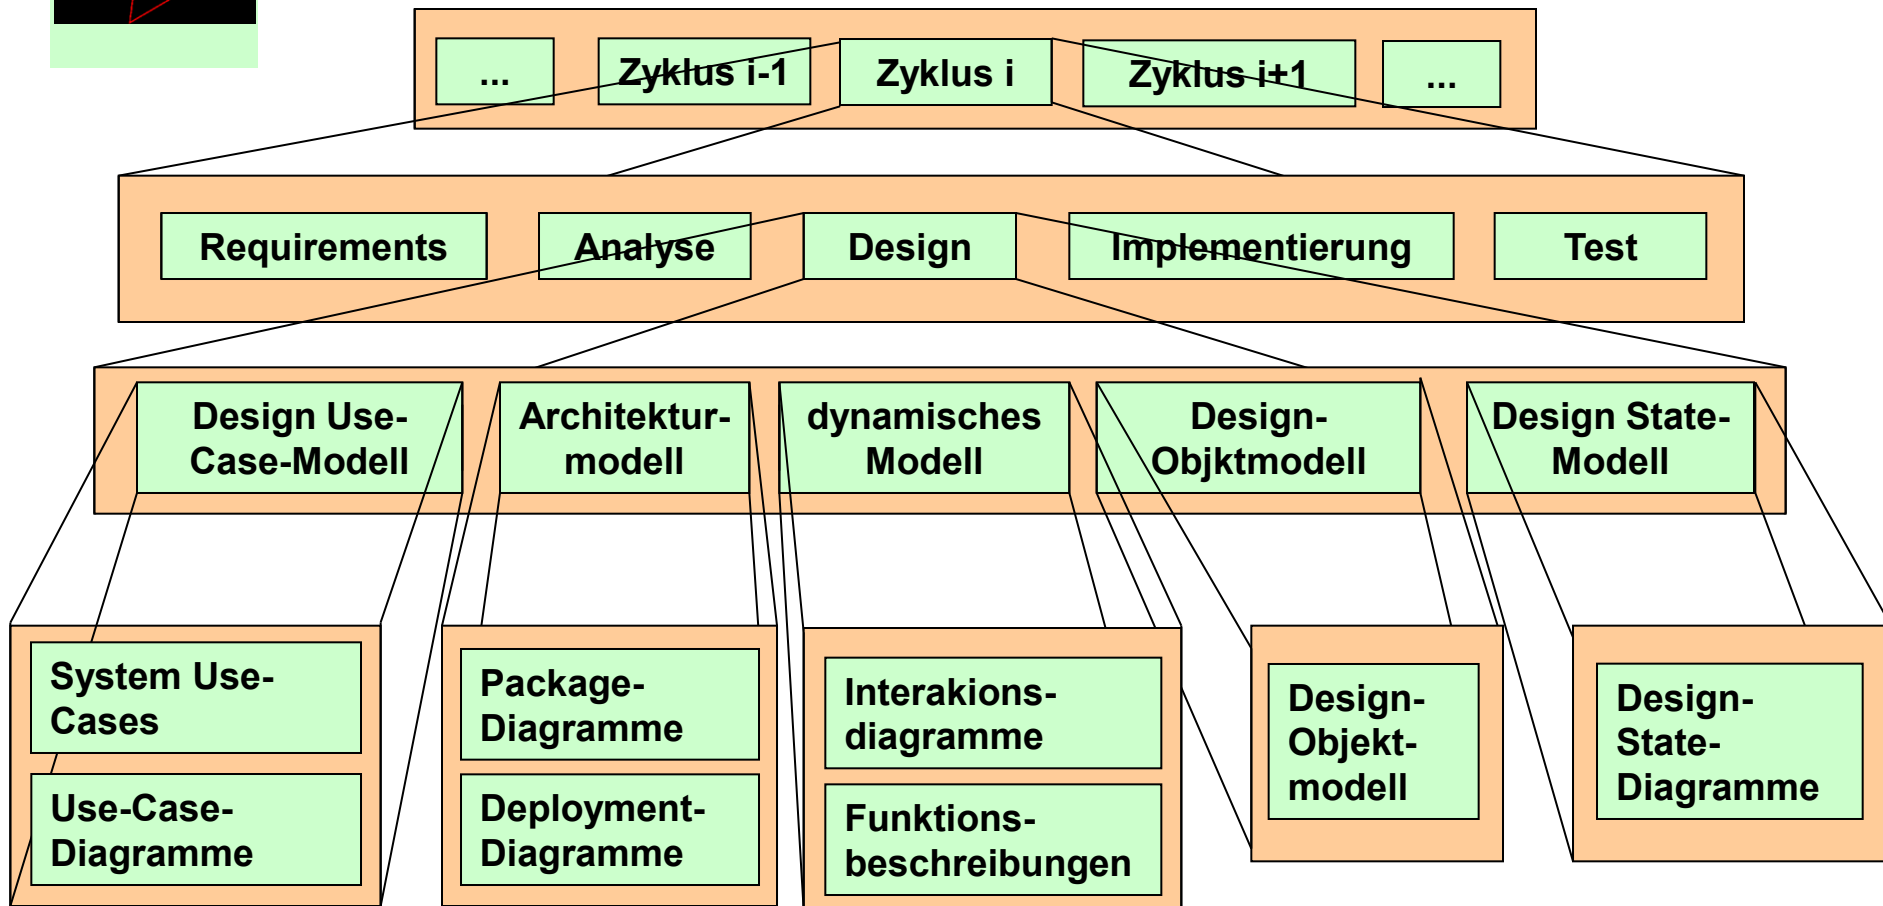 ...
Zyklus i-1
Zyklus i
Zyklus i+1
...
Requirements
Analyse
Design
Implementierung
Test
Design Use-
Case-Modell
Architektur-
modell
dynamisches
Modell
Design-
Objktmodell
Design State-
Modell
System Use-
Cases
Use-Case-
Diagramme
Package-
Diagramme
Deployment-
Diagramme
Interakions-
diagramme
Funktions-
beschreibungen
Design-
Objekt-
modell
Design-
State-
Diagramme